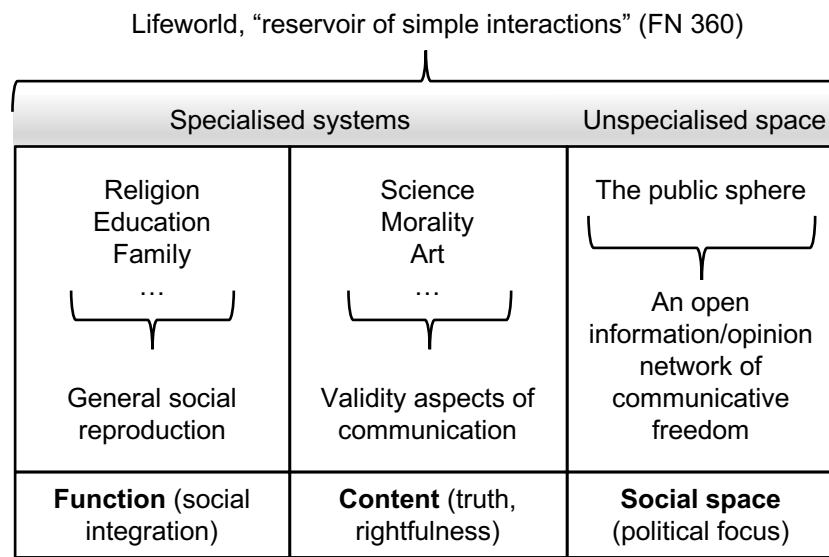 Lifeworld, “reservoir of simple interactions” (FN 360)
Specialised systems
Unspecialised space
Religion
Education
Family
…
General social
reproduction
Science
Morality
Art
…
Validity aspects of
communication
The public sphere
An open
information/opinion
network of
communicative
freedom
Function (social
integration)
Content (truth,
rightfulness)
Social space
(political focus)